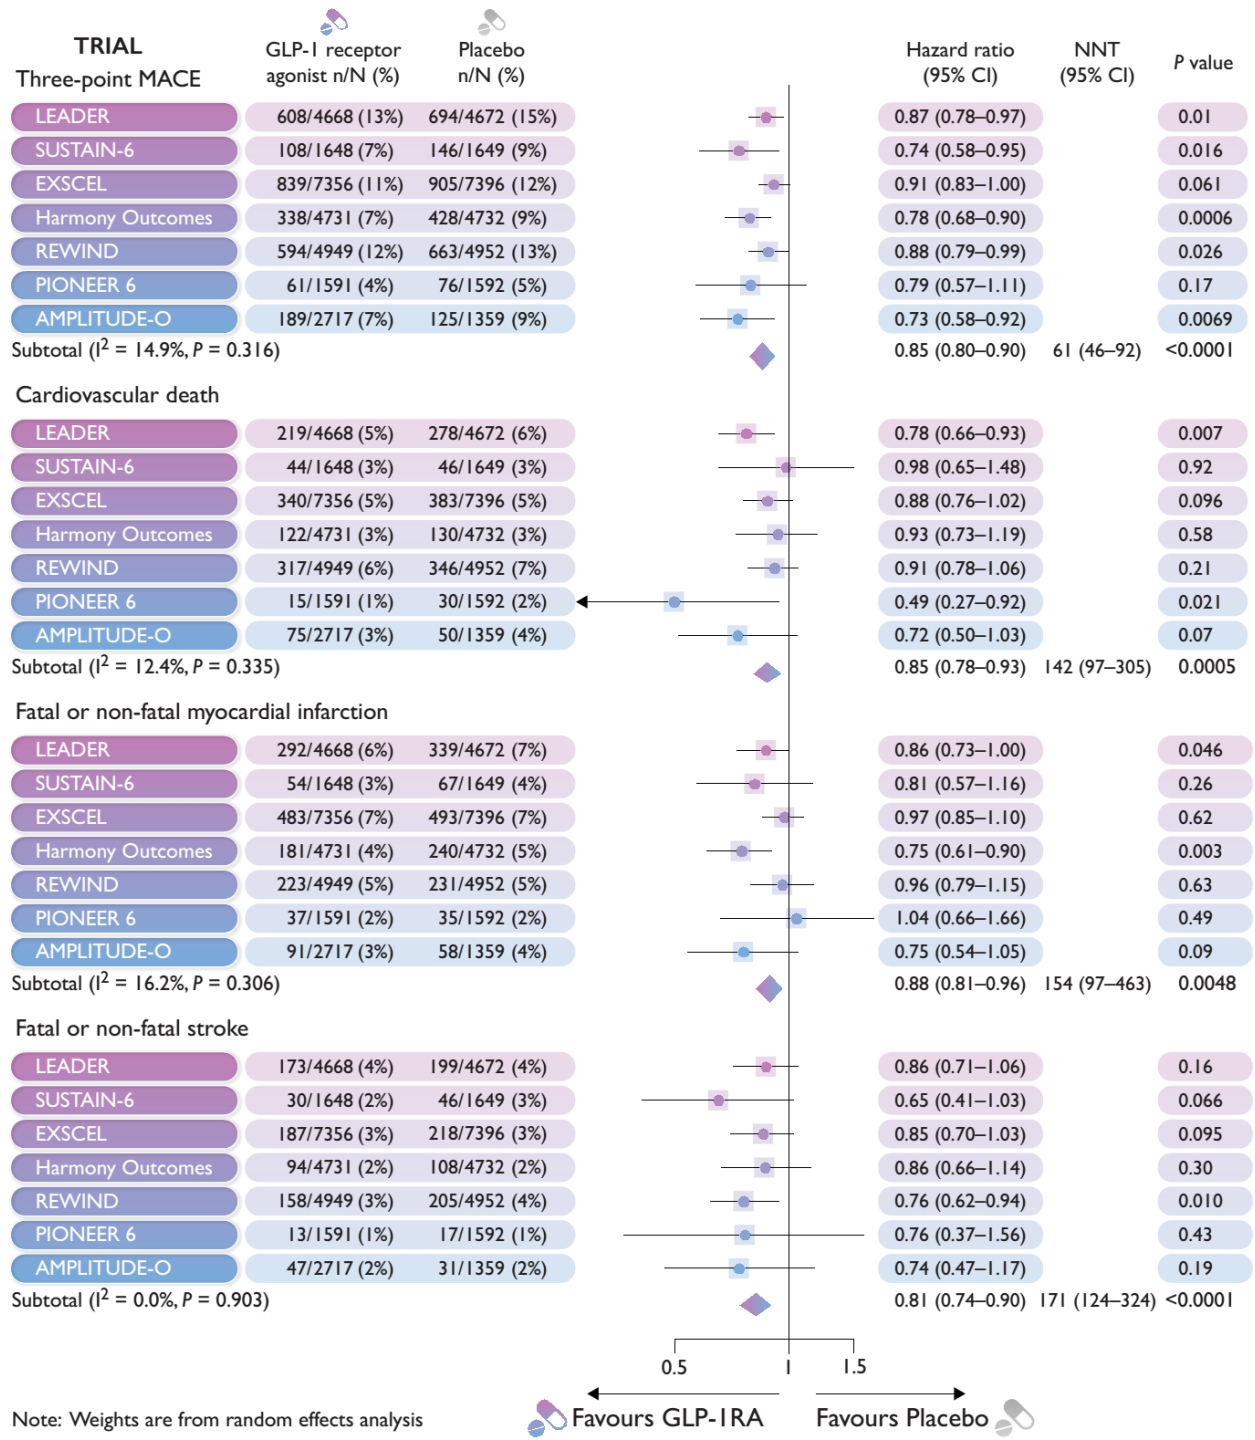 TRIAL
GLP-1 receptor agonist n/N (%)
Placebo n/N (%)
Hazard ratio (95% CI)
NNT (95% CI)
P value
Three-point MACE
LEADER 608/4668 (13%) 694/4672 (15%) 0.87 (0.78–0.97) 0.01
SUSTAIN-6 108/1648 (7%) 146/1649 (9%) 0.74 (0.58–0.95) 0.016
EXSCEL 839/7356 (11%) 905/7396 (12%) 0.91 (0.83–1.00) 0.061
Harmony Outcomes 338/4731 (7%) 428/4732 (9%) 0.78 (0.68–0.90) 0.0006
REWIND 594/4949 (12%) 663/4952 (13%) 0.88 (0.79–0.99) 0.026
PIONEER 6 61/1591 (4%) 76/1592 (5%) 0.79 (0.57–1.11) 0.17
AMPLITUDE-O 189/2717 (7%) 125/1359 (9%) 0.73 (0.58–0.92) 0.0069
Subtotal (I² = 14.9%, P = 0.316) 0.85 (0.80–0.90) 61 (46–92) <0.0001
Cardiovascular death
LEADER 219/4668 (5%) 278/4672 (6%) 0.78 (0.66–0.93) 0.007
SUSTAIN-6 44/1648 (3%) 46/1649 (3%) 0.98 (0.65–1.48) 0.92
EXSCEL 340/7356 (5%) 383/7396 (5%) 0.88 (0.76–1.02) 0.096
Harmony Outcomes 122/4731 (3%) 130/4732 (3%) 0.93 (0.73–1.19) 0.58
REWIND 317/4949 (6%) 346/4952 (7%) 0.91 (0.78–1.06) 0.21
PIONEER 6 15/1591 (1%) 30/1592 (2%) 0.49 (0.27–0.92) 0.021
AMPLITUDE-O 75/2717 (3%) 50/1359 (4%) 0.72 (0.50–1.03) 0.07
Subtotal (I² = 12.4%, P = 0.335) 0.85 (0.78–0.93) 142 (97–305) 0.0005
Fatal or non-fatal myocardial infarction
LEADER 292/4668 (6%) 339/4672 (7%) 0.86 (0.73–1.00) 0.046
SUSTAIN-6 54/1648 (3%) 67/1649 (4%) 0.81 (0.57–1.16) 0.26
EXSCEL 483/7356 (7%) 493/7396 (7%) 0.97 (0.85–1.10) 0.62
Harmony Outcomes 181/4731 (4%) 240/4732 (5%) 0.75 (0.61–0.90) 0.003
REWIND 223/4949 (5%) 231/4952 (5%) 0.96 (0.79–1.15) 0.63
PIONEER 6 37/1591 (2%) 35/1592 (2%) 1.04 (0.66–1.66) 0.49
AMPLITUDE-O 91/2717 (3%) 58/1359 (4%) 0.75 (0.54–1.05) 0.09
Subtotal (I² = 16.2%, P = 0.306) 0.88 (0.81–0.96) 154 (97–463) 0.0048
Fatal or non-fatal stroke
LEADER 173/4668 (4%) 199/4672 (4%) 0.86 (0.71–1.06) 0.16
SUSTAIN-6 30/1648 (2%) 46/1649 (3%) 0.65 (0.41–1.03) 0.066
EXSCEL 187/7356 (3%) 218/7396 (3%) 0.85 (0.70–1.03) 0.095
Harmony Outcomes 94/4731 (2%) 108/4732 (2%) 0.86 (0.66–1.14) 0.30
REWIND 158/4949 (3%) 205/4952 (4%) 0.76 (0.62–0.94) 0.010
PIONEER 6 13/1591 (1%) 17/1592 (1%) 0.76 (0.37–1.56) 0.43
AMPLITUDE-O 47/2717 (2%) 31/1359 (2%) 0.74 (0.47–1.17) 0.19
Subtotal (I² = 0.0%, P = 0.903) 0.81 (0.74–0.90) 171 (124–324) <0.0001
0.5 1 1.5
Favours GLP-1RA Favours Placebo
Note: Weights are from random effects analysis